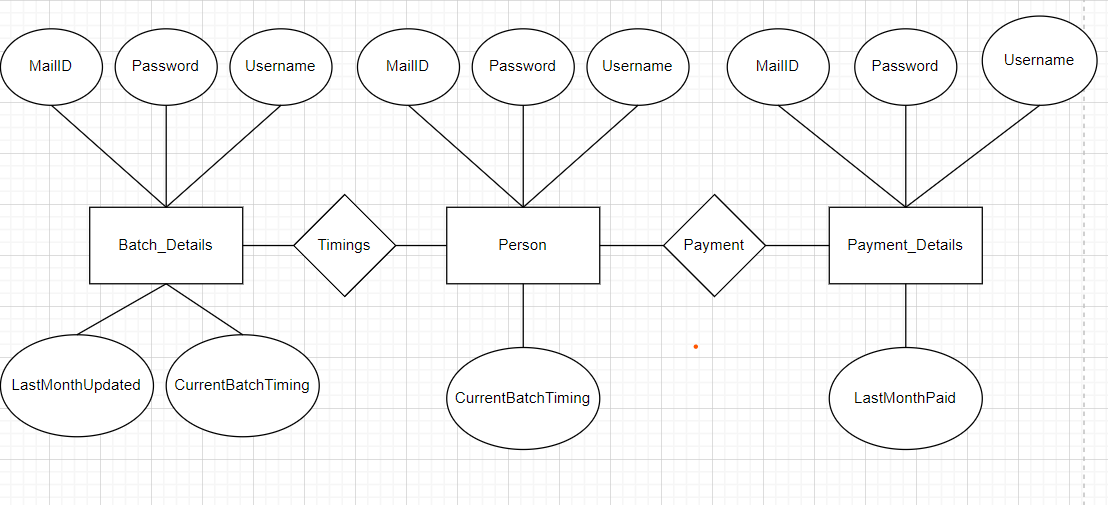 MailID
Password
Username
MailID
Password
Username
MailID
Password
Username
Batch_Details
Timings
Person
Payment
Payment_Details
LastMonthUpdated
CurrentBatchTiming
CurrentBatchTiming
LastMonthPaid